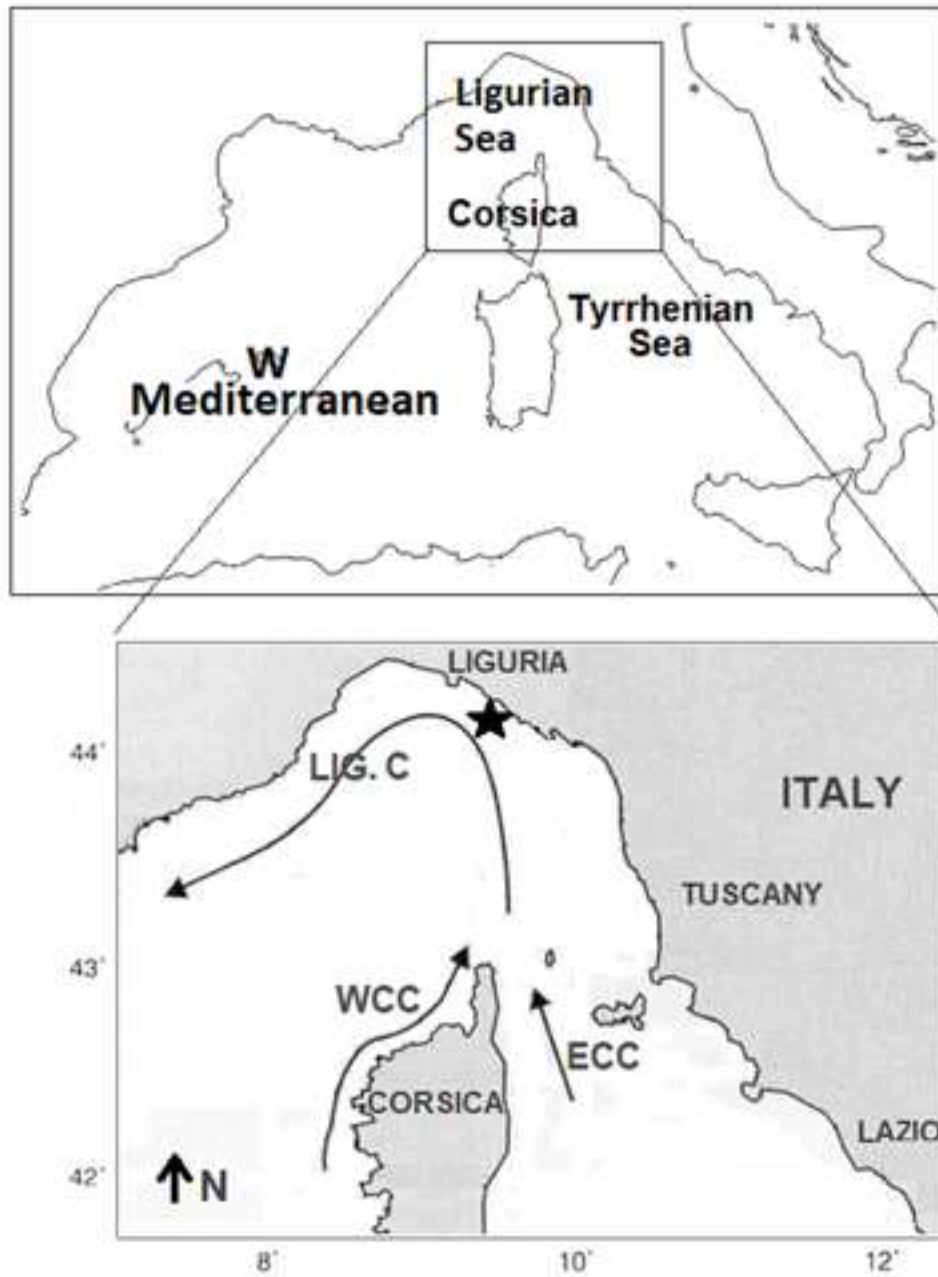 Ligurian
Sea
Corsica
Tyrrhenian
Sea
W
Mediterranean
LIGURIA
44°
LIG. C
ITALY
TUSCANY
43°
WCC
ECC
CORSICA
LAZIO
42°
N
8°
10°
12°